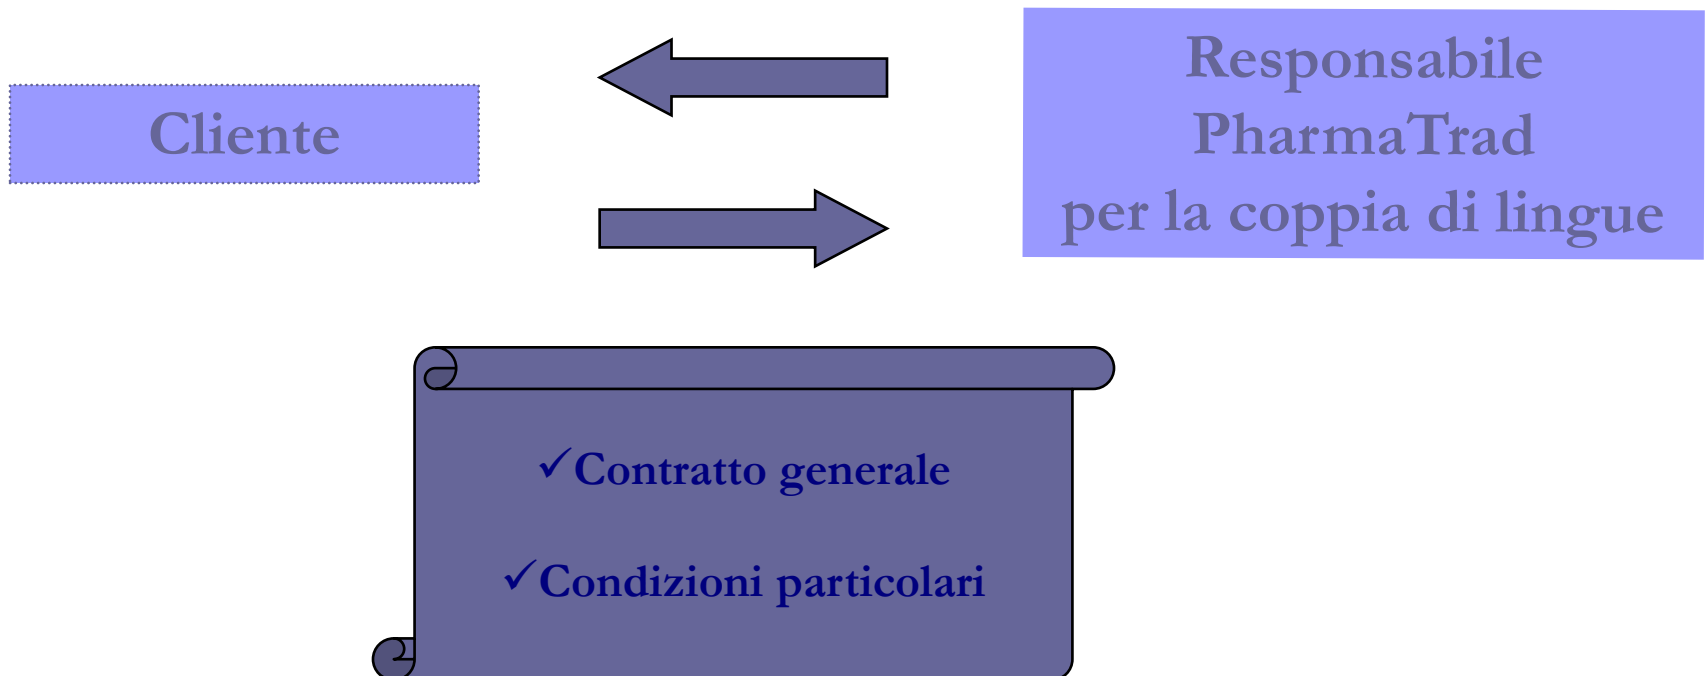 Cliente
Responsabile
PharmaTrad
per la coppia di lingue
✓Contratto generale
✓Condizioni particolari